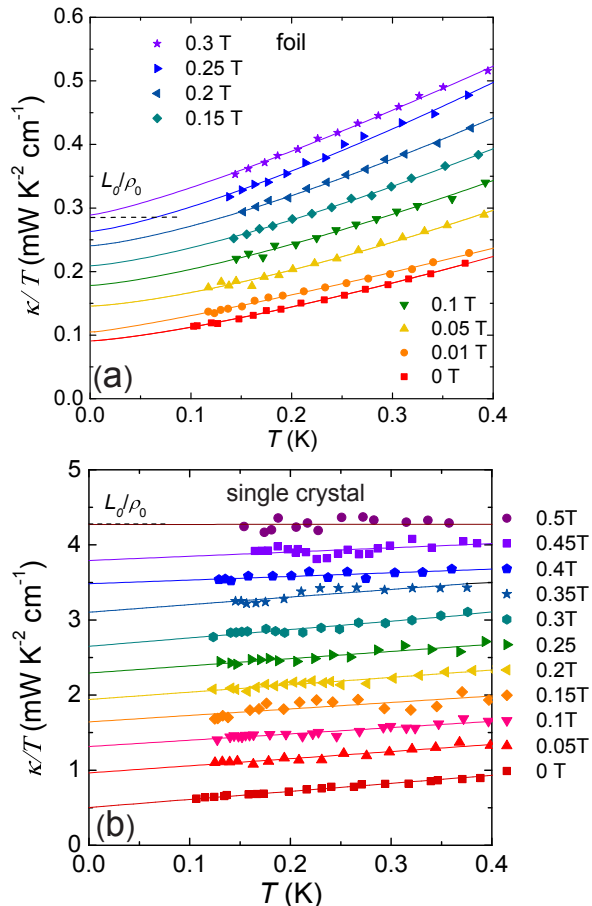 0.3 T
foil
0.25 T
0.2 T
0.15 T
L₀/ρ₀
0.1 T
0.05 T
0.01 T
0 T
(a)
κ/T (mW K⁻² cm⁻¹)
0.6
0.5
0.4
0.3
0.2
0.1
0.0
0.0 0.1 0.2 0.3 0.4
T (K)
L₀/ρ₀
single crystal
0.5T
0.45T
0.4T
0.35T
0.3T
0.25
0.2T
0.15T
0.1T
0.05T
0 T
(b)
κ/T (mW K⁻² cm⁻¹)
5
4
3
2
1
0
0.0 0.1 0.2 0.3 0.4
T (K)